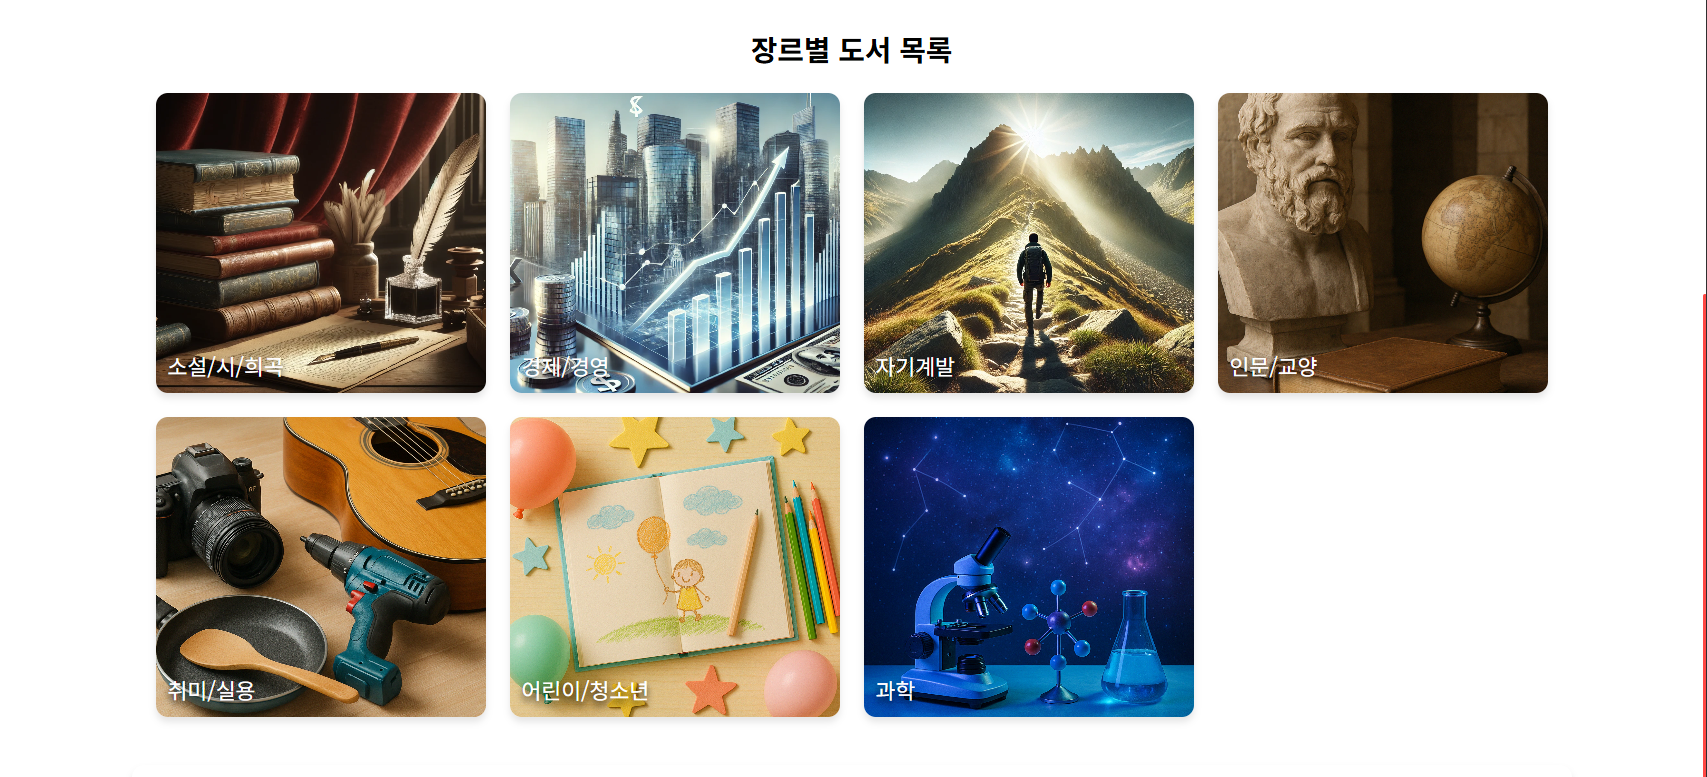 장르별 도서 목록
소설/시/희곡
경제/경영
자기계발
인문/교양
취미/실용
어린이/청소년
과학